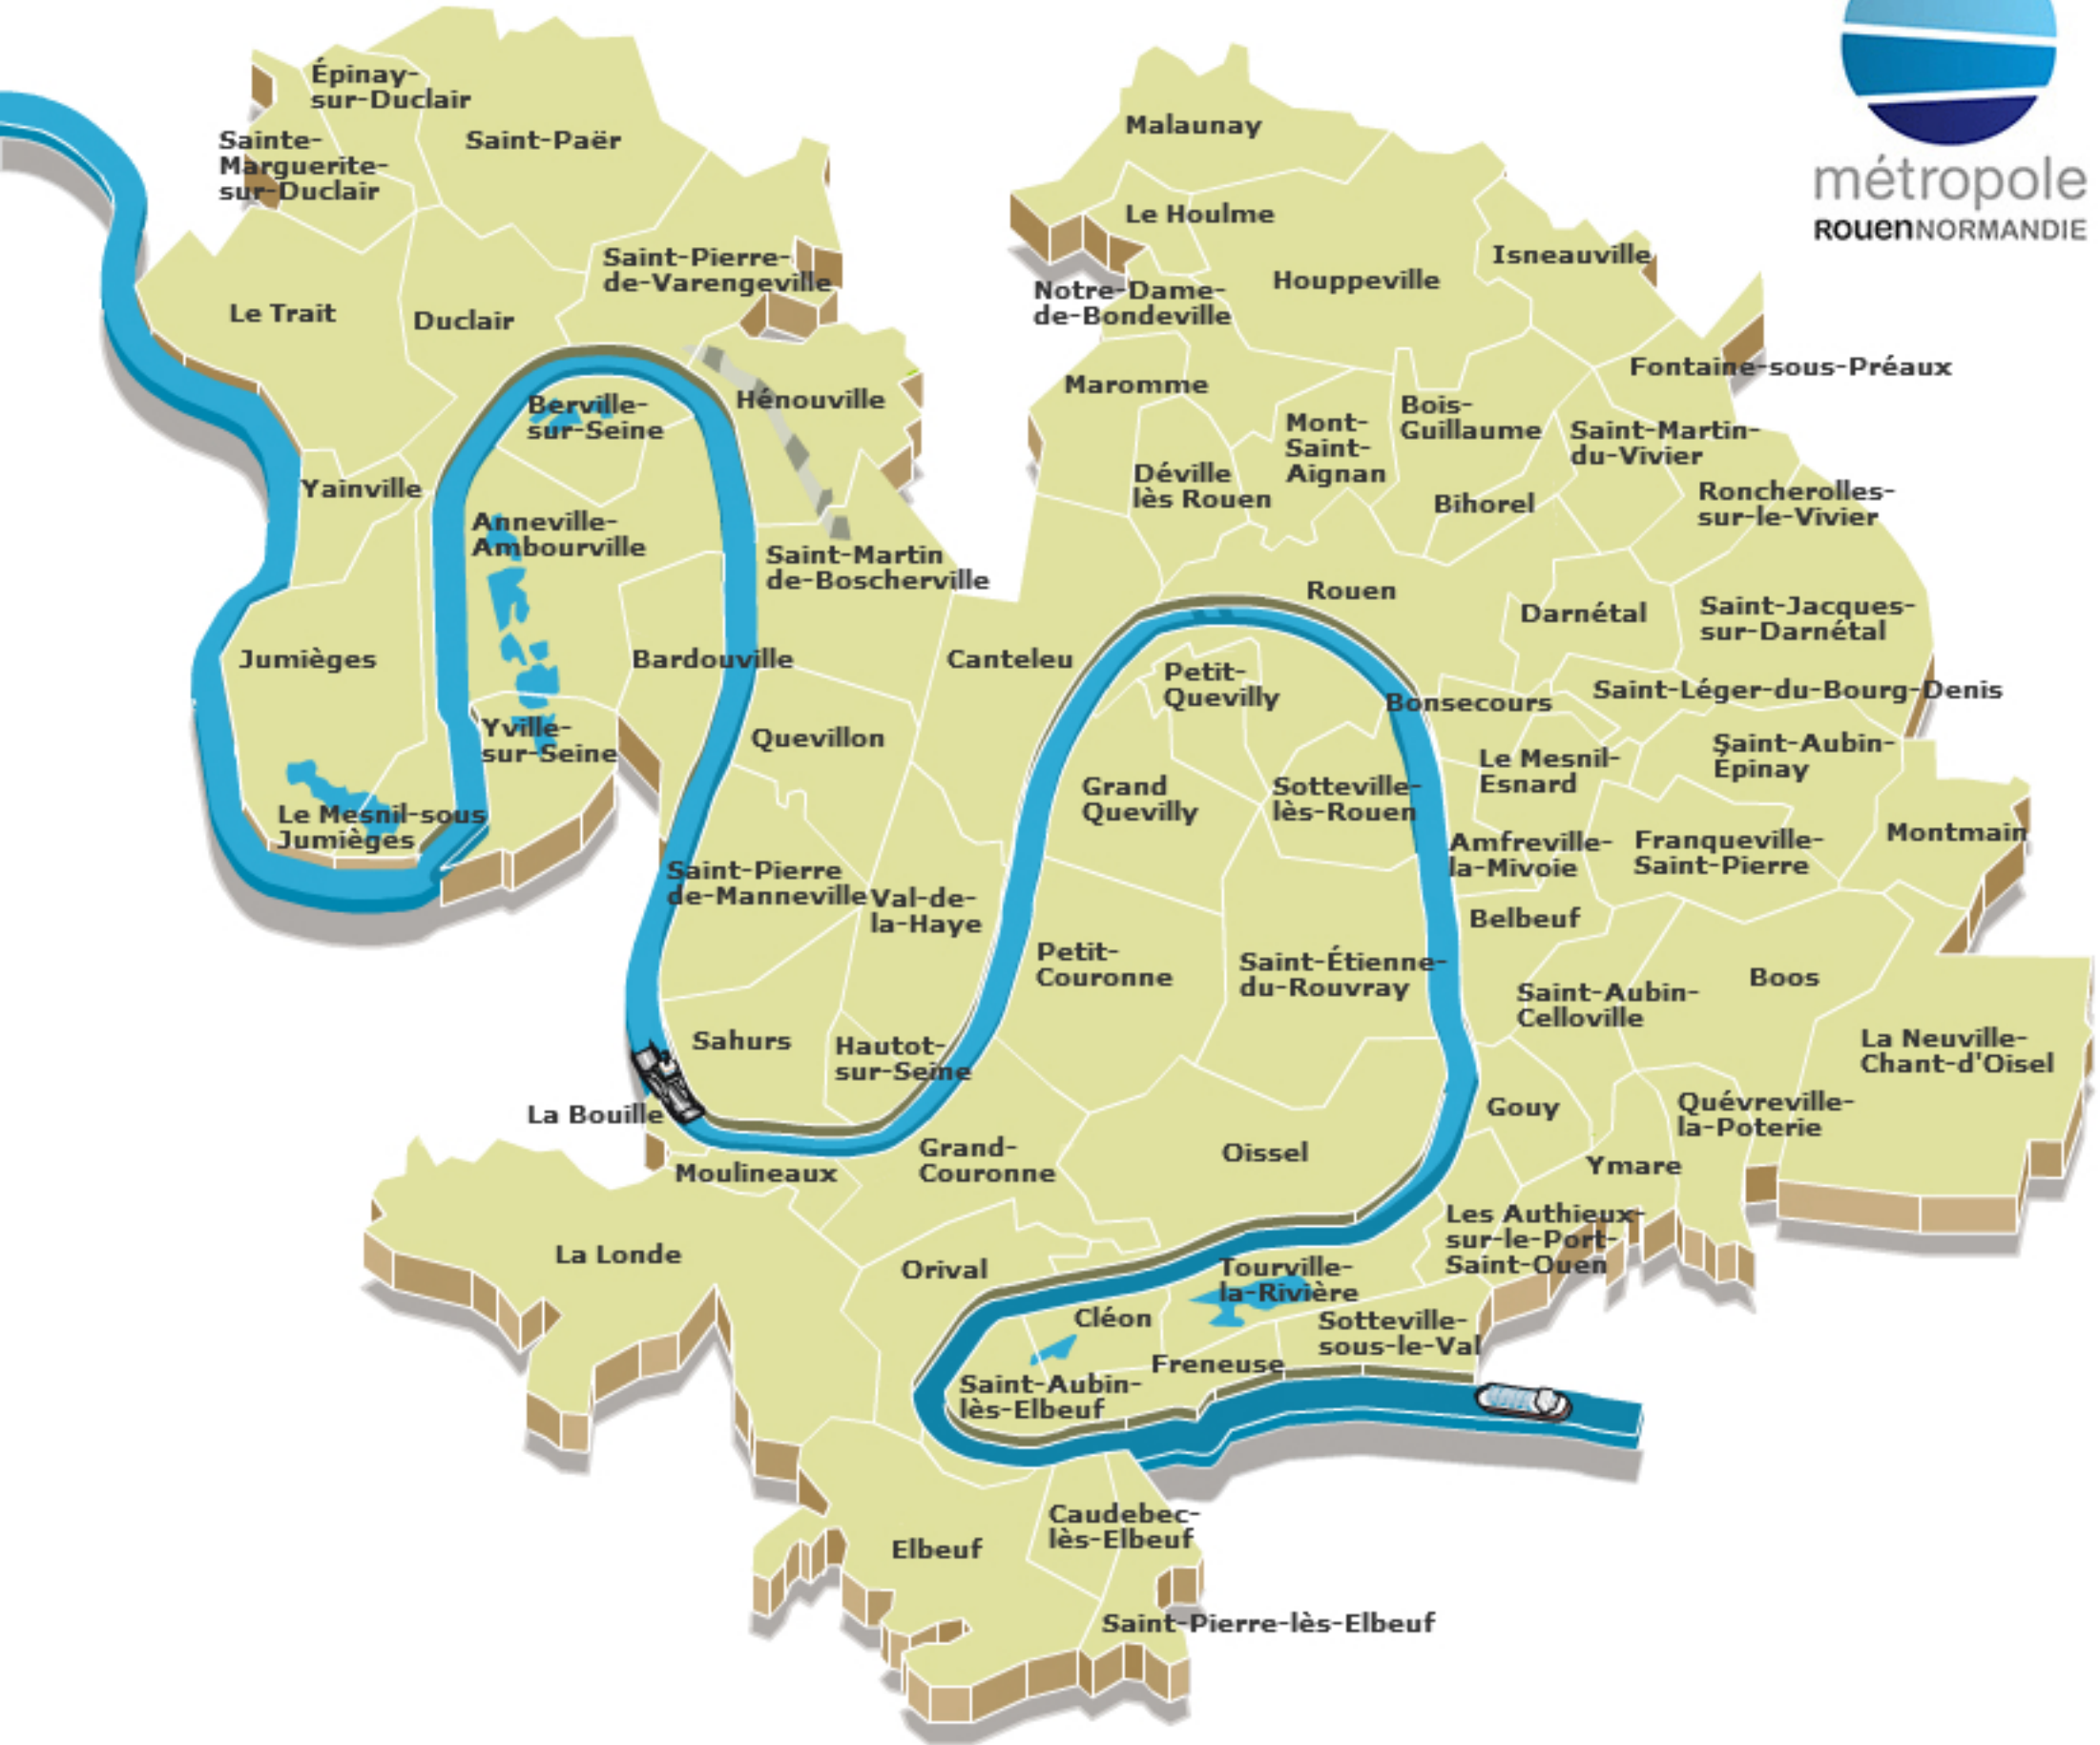 métropole
ROUENNORMANDIE
Épinay-
sur-Duclair
Sainte-
Marguerite-
sur-Duclair
Saint-Paër
Saint-Pierre-
de-Varengeville
Le Trait
Duclair
Hénouville
Berville-
sur-Seine
Yainville
Anneville-
Ambourville
Saint-Martin
de-Boscherville
Jumièges
Bardouville
Yville-
sur-Seine
Quevillon
Le Mesnil-sous
Jumièges
Saint-Pierre
de-Manneville
Val-de-
la-Haye
Sahurs
Hautot-
sur-Seine
La Bouille
Moulineaux
Malaunay
Le Houlme
Isneauville
Houppeville
Notre-Dame-
de-Bondeville
Fontaine-sous-Préaux
Maromme
Mont-
Saint-
Aignan
Bois-
Guillaume
Saint-Martin-
du-Vivier
Déville
lès Rouen
Bihorel
Roncherolles-
sur-le-Vivier
Rouen
Darnétal
Saint-Jacques-
sur-Darnétal
Canteleu
Petit-
Quevilly
Bonsecours
Saint-Léger-du-Bourg-Denis
Grand
Quevilly
Sotteville-
lès-Rouen
Le Mesnil-
Esnard
Saint-Aubin-
Épinay
Amfreville-
la-Mivoie
Franqueville-
Saint-Pierre
Montmain
Belbeuf
Petit-
Couronne
Saint-Étienne-
du-Rouvray
Saint-Aubin-
Celloville
Boos
La Neuville-
Chant-d'Oisel
Gouy
Quévreville-
la-Poterie
Grand-
Couronne
Oissel
Ymare
Les Authieux-
sur-le-Port-
Saint-Ouen
La Londe
Orival
Tourville-
la-Rivière
Cléon
Sotteville-
sous-le-Val
Freneuse
Saint-Aubin-
lès-Elbeuf
Elbeuf
Caudebec-
lès-Elbeuf
Saint-Pierre-lès-Elbeuf